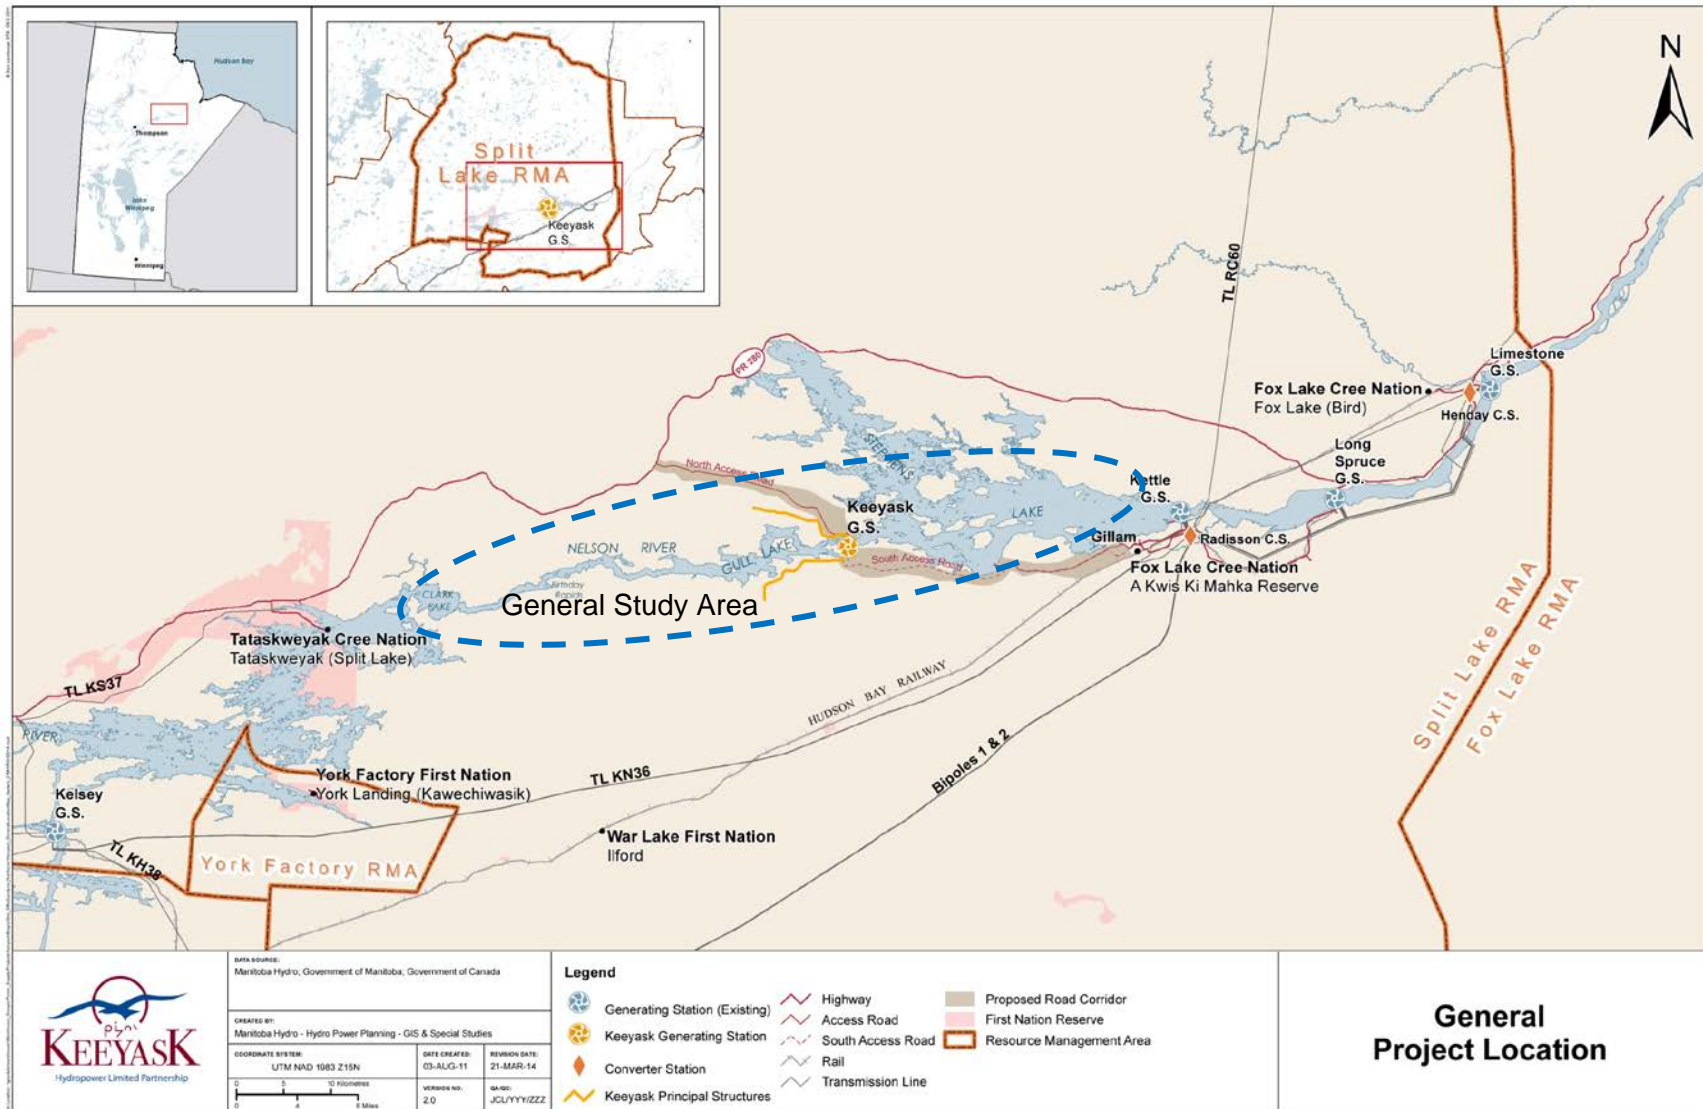 Hudson Bay
Thompson
Lake
Winnipeg
Winnipeg
Split
Lake RMA
Keeyask
G.S.
N
TL RC60
PR 280
Limestone
G.S.
Fox Lake Cree Nation
Fox Lake (Bird)
Henday C.S.
Long
Spruce
G.S.
STEPHENS
LAKE
North Access Road
Kettle
G.S.
Keeyask
G.S.
Gillam
Radisson C.S.
NELSON RIVER
GULL LAKE
South Access Road
Fox Lake Cree Nation
A Kwis Ki Mahka Reserve
Birthday
Rapids
CLARK
LAKE
General Study Area
Tataskweyak Cree Nation
Tataskweyak (Split Lake)
TL KS37
HUDSON BAY RAILWAY
Split Lake RMA
Fox Lake RMA
RIVER
Bipoles 1 & 2
York Factory First Nation
York Landing (Kawechiwasik)
TL KN36
Kelsey
G.S.
War Lake First Nation
Ilford
TL KH38
York Factory RMA
KEEYASK
Hydropower Limited Partnership
DATA SOURCE:
Manitoba Hydro; Government of Manitoba; Government of Canada
CREATED BY:
Manitoba Hydro - Hydro Power Planning - GIS & Special Studies
COORDINATE SYSTEM:
UTM NAD 1983 Z15N
DATE CREATED:
03-AUG-11
REVISION DATE:
21-MAR-14
0 5 10 Kilometres
0 4 8 Miles
VERSION NO:
2.0
QA/QC:
JCL/YYY/ZZZ
Legend
Generating Station (Existing)
Keeyask Generating Station
Converter Station
Keeyask Principal Structures
Highway
Access Road
South Access Road
Rail
Transmission Line
Proposed Road Corridor
First Nation Reserve
Resource Management Area
General
Project Location